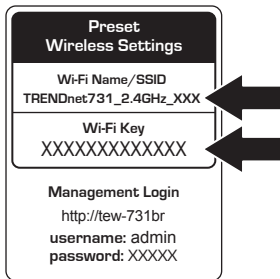 Preset
Wireless Settings
Wi-Fi Name/SSID
TRENDnet731_2.4GHz_XXX
Wi-Fi Key
XXXXXXXXXXXXX
Management Login
http://tew-731br
username: admin
password: XXXXX